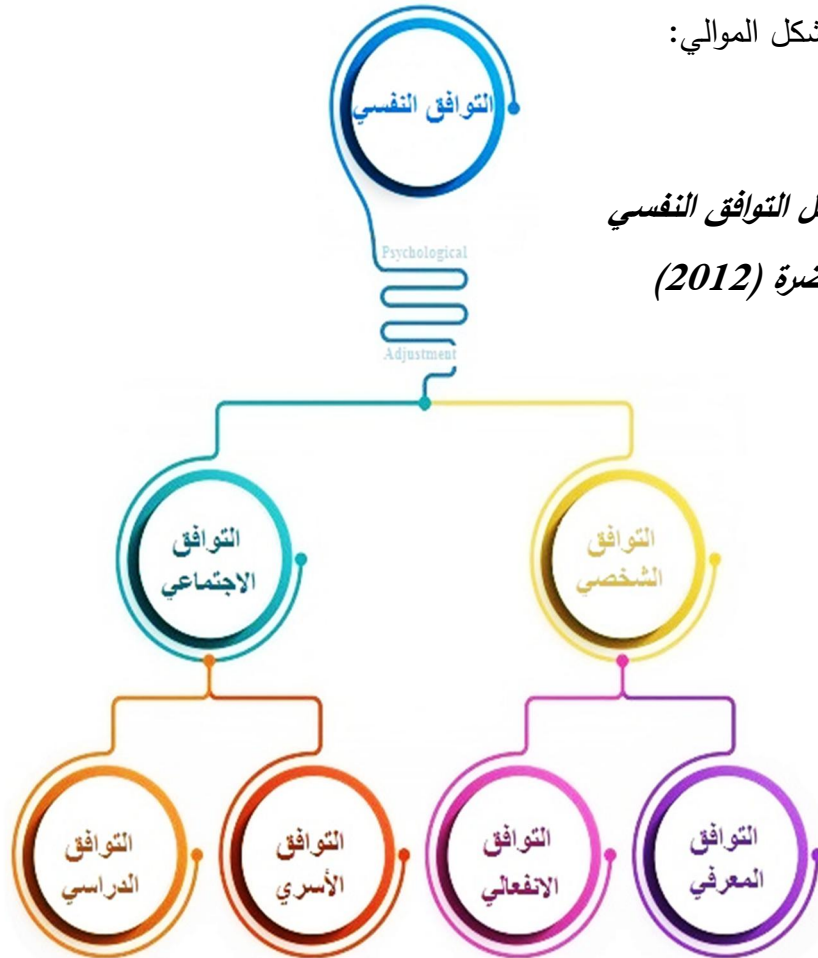 شكل الموالي:
التوافق النفسي
ل التوافق النفسي
ضرة (2012)
Psychological
Adjustment
التوافق
الشخصي
التوافق
الاجتماعي
التوافق
المعرفي
التوافق
الانفعالي
التوافق
الأسري
التوافق
الدراسي